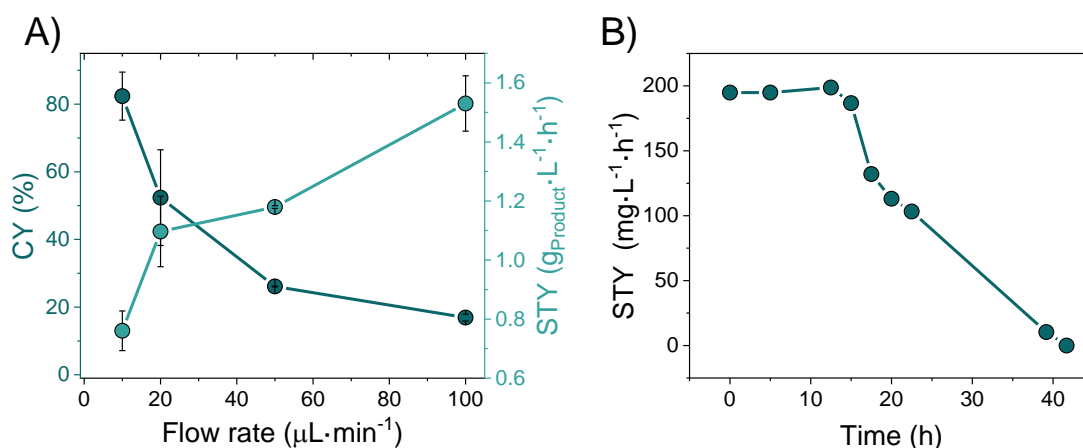 A)
CY (%)
80
60
40
20
0
1.6
1.4
1.2
1.0
0.8
0.6
STY (g_Product·L⁻¹·h⁻¹)
0 20 40 60 80 100
Flow rate (μL·min⁻¹)
B)
STY (mg·L⁻¹·h⁻¹)
200
150
100
50
0
0 10 20 30 40
Time (h)